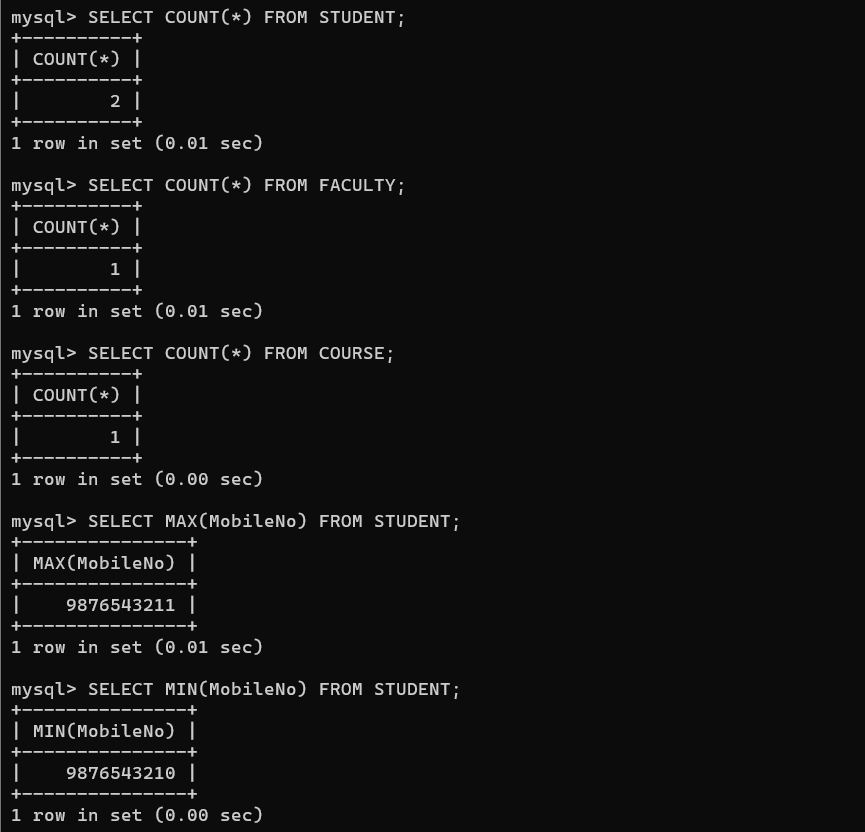 mysql> SELECT COUNT(*) FROM STUDENT;
+----------+
| COUNT(*) |
+----------+
|        2 |
+----------+
1 row in set (0.01 sec)

mysql> SELECT COUNT(*) FROM FACULTY;
+----------+
| COUNT(*) |
+----------+
|        1 |
+----------+
1 row in set (0.01 sec)

mysql> SELECT COUNT(*) FROM COURSE;
+----------+
| COUNT(*) |
+----------+
|        1 |
+----------+
1 row in set (0.00 sec)

mysql> SELECT MAX(MobileNo) FROM STUDENT;
+---------------+
| MAX(MobileNo) |
+---------------+
|    9876543211 |
+---------------+
1 row in set (0.01 sec)

mysql> SELECT MIN(MobileNo) FROM STUDENT;
+---------------+
| MIN(MobileNo) |
+---------------+
|    9876543210 |
+---------------+
1 row in set (0.00 sec)